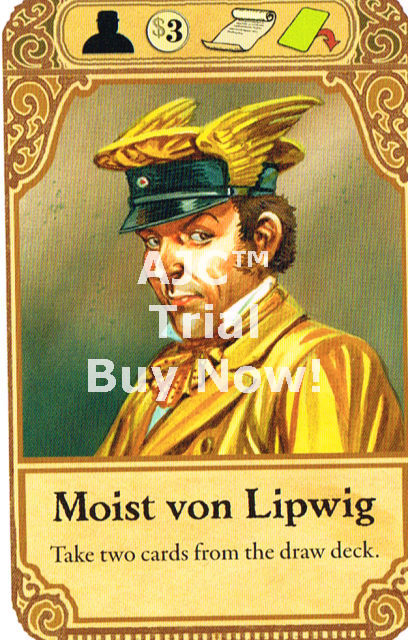 $3
AJC™
Trial
Buy Now!
Moist von Lipwig
Take two cards from the draw deck.